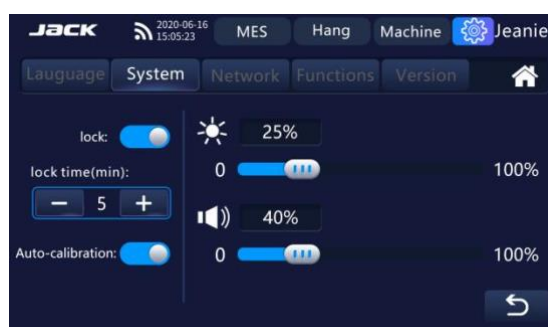 JACK 2020-06-16 MES Hang Machine Jeanie
15:05:23
Lauguage System Network Functions Version
lock: 25%
lock time(min): 0 100%
− 5 +
40%
Auto-calibration: 0 100%